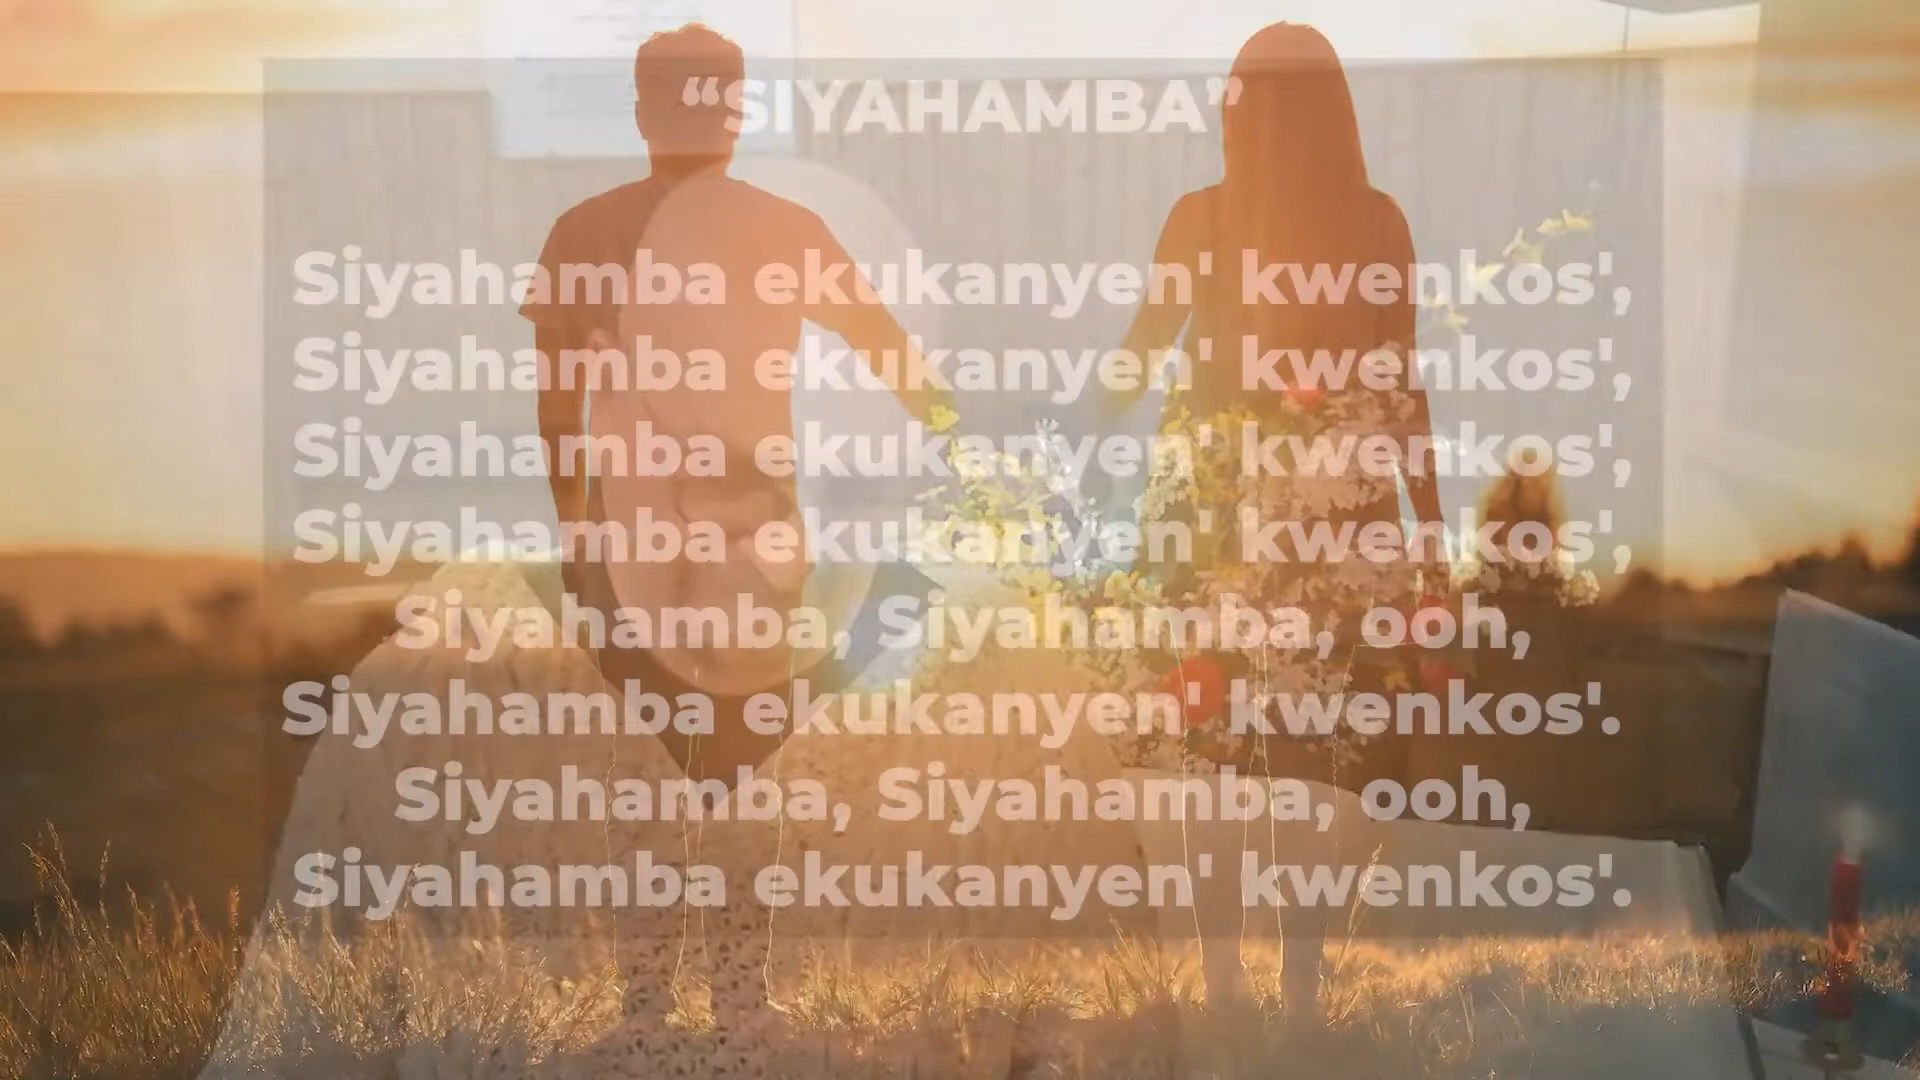 “SIYAHAMBA”
Siyahamba ekukanyen' kwenkos',
Siyahamba ekukanyen' kwenkos',
Siyahamba ekukanyen' kwenkos',
Siyahamba ekukanyen' kwenkos',
Siyahamba, Siyahamba, ooh,
Siyahamba ekukanyen' kwenkos'.
Siyahamba, Siyahamba, ooh,
Siyahamba ekukanyen' kwenkos'.